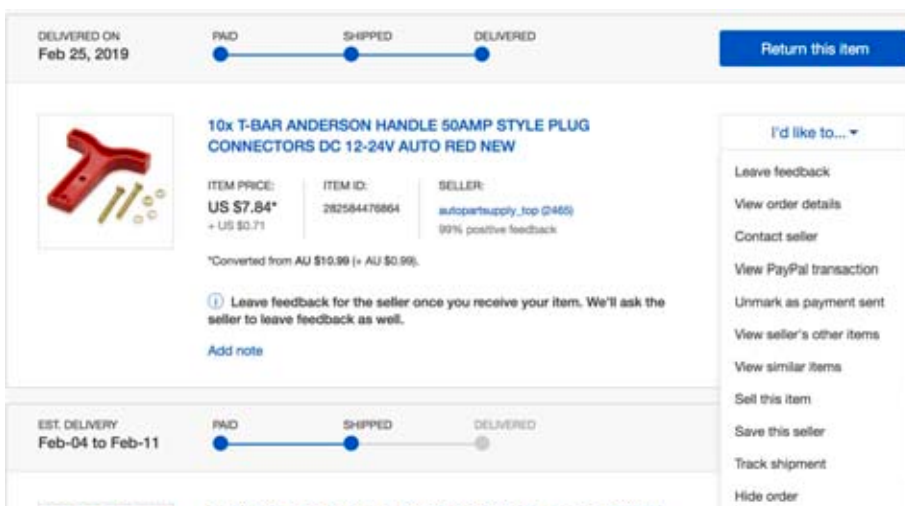 DELIVERED ON
Feb 25, 2019
PAID
SHIPPED
DELIVERED
Return this item
10x T-BAR ANDERSON HANDLE 50AMP STYLE PLUG
CONNECTORS DC 12-24V AUTO RED NEW
ITEM PRICE:
US $7.84*
+ US $0.71
ITEM ID:
282584476864
SELLER:
autopartsupply_top (2465)
99% positive feedback
*Converted from AU $10.99 (+ AU $0.99).
Leave feedback for the seller once you receive your item. We'll ask the
seller to leave feedback as well.
Add note
I'd like to...
Leave feedback
View order details
Contact seller
View PayPal transaction
Unmark as payment sent
View seller's other items
View similar items
Sell this item
Save this seller
Track shipment
Hide order
EST. DELIVERY
Feb-04 to Feb-11
PAID
SHIPPED
DELIVERED